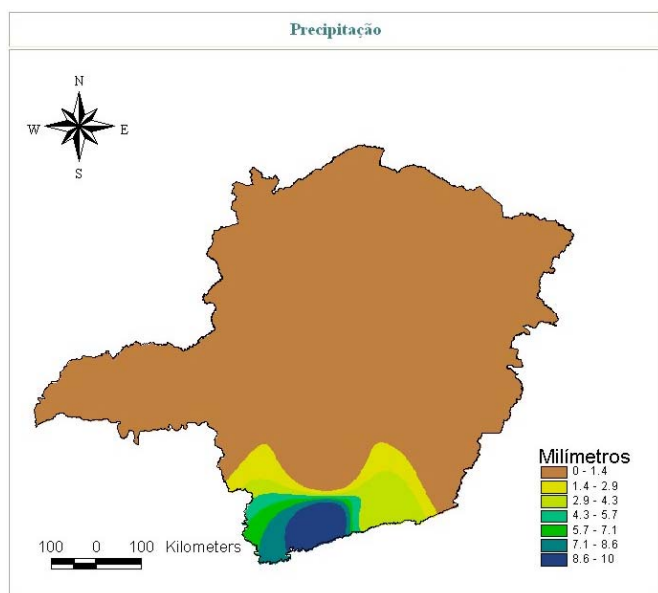 Precipitação
N
W E
S
Milímetros
0 - 1.4
1.4 - 2.9
2.9 - 4.3
4.3 - 5.7
5.7 - 7.1
7.1 - 8.6
8.6 - 10
100 0 100 Kilometers